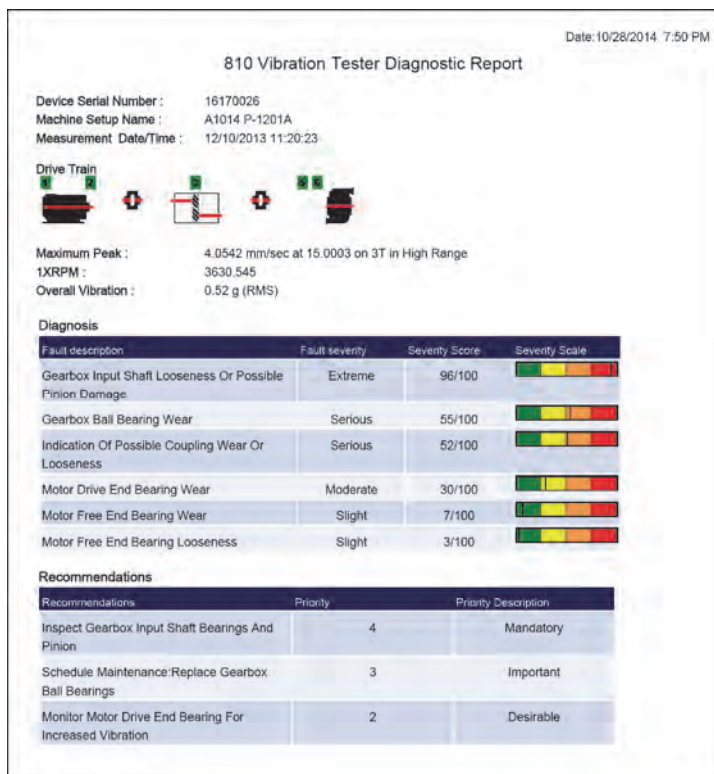 Date:10/28/2014 7:50 PM
810 Vibration Tester Diagnostic Report
Device Serial Number : 16170026
Machine Setup Name : A1014 P-1201A
Measurement Date/Time : 12/10/2013 11:20:23
Drive Train
1 2 3 5 6
Maximum Peak : 4.0542 mm/sec at 15.0003 on 3T in High Range
1XRPM : 3630.545
Overall Vibration : 0.52 g (RMS)
Diagnosis
Fault description Fault severity Severity Score Severity Scale
Gearbox Input Shaft Looseness Or Possible Extreme 96/100
Pinion Damage
Gearbox Ball Bearing Wear Serious 55/100
Indication Of Possible Coupling Wear Or Serious 52/100
Looseness
Motor Drive End Bearing Wear Moderate 30/100
Motor Free End Bearing Wear Slight 7/100
Motor Free End Bearing Looseness Slight 3/100
Recommendations
Recommendations Priority Priority Description
Inspect Gearbox Input Shaft Bearings And 4 Mandatory
Pinion
Schedule Maintenance:Replace Gearbox 3 Important
Ball Bearings
Monitor Motor Drive End Bearing For 2 Desirable
Increased Vibration